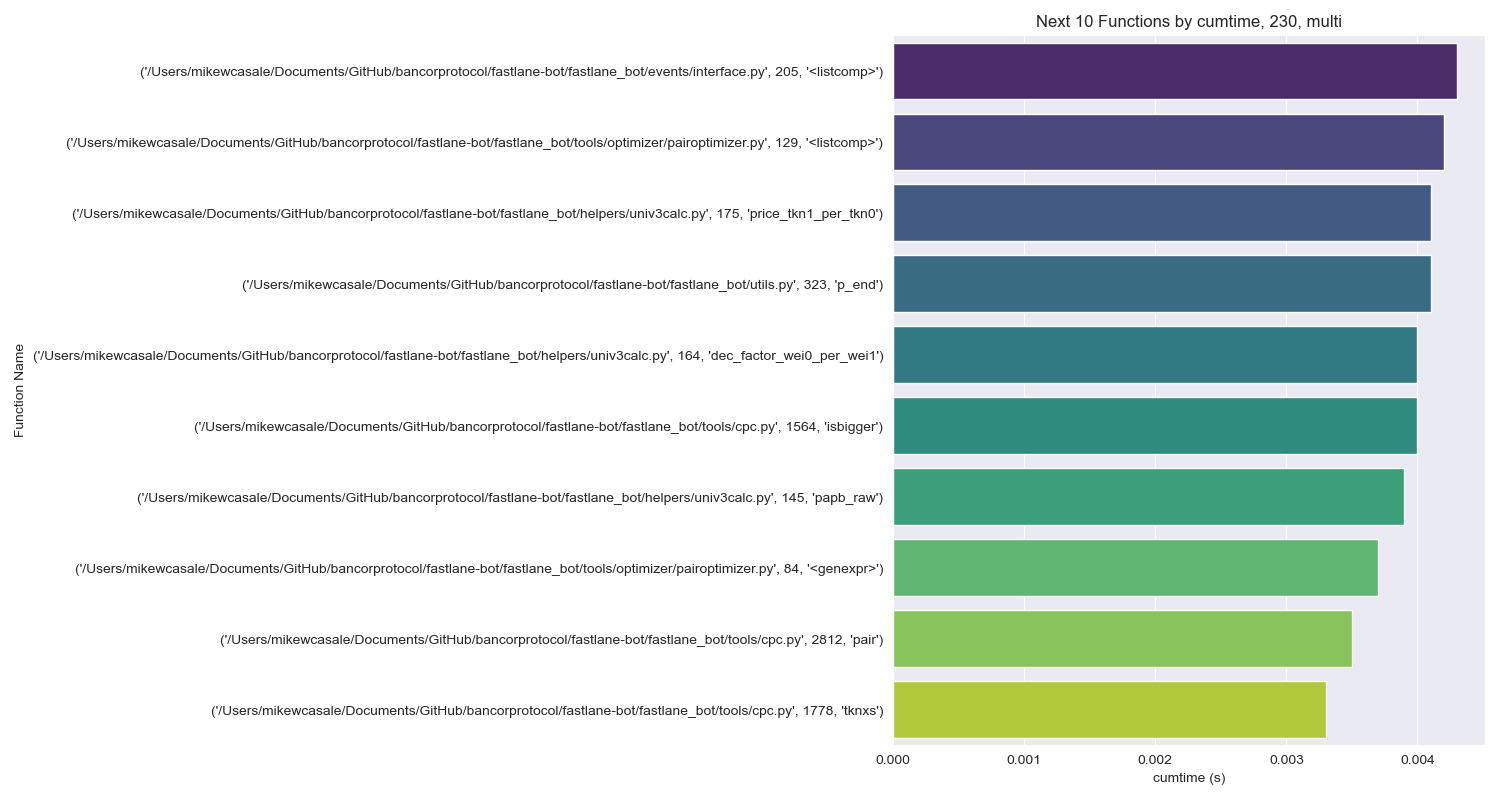 Next 10 Functions by cumtime, 230, multi
('/Users/mikewcasale/Documents/GitHub/bancorprotocol/fastlane-bot/fastlane_bot/events/interface.py', 205, '<listcomp>')
('/Users/mikewcasale/Documents/GitHub/bancorprotocol/fastlane-bot/fastlane_bot/tools/optimizer/pairoptimizer.py', 129, '<listcomp>')
('/Users/mikewcasale/Documents/GitHub/bancorprotocol/fastlane-bot/fastlane_bot/helpers/univ3calc.py', 175, 'price_tkn1_per_tkn0')
('/Users/mikewcasale/Documents/GitHub/bancorprotocol/fastlane-bot/fastlane_bot/utils.py', 323, 'p_end')
('/Users/mikewcasale/Documents/GitHub/bancorprotocol/fastlane-bot/fastlane_bot/helpers/univ3calc.py', 164, 'dec_factor_wei0_per_wei1')
('/Users/mikewcasale/Documents/GitHub/bancorprotocol/fastlane-bot/fastlane_bot/tools/cpc.py', 1564, 'isbigger')
('/Users/mikewcasale/Documents/GitHub/bancorprotocol/fastlane-bot/fastlane_bot/helpers/univ3calc.py', 145, 'papb_raw')
('/Users/mikewcasale/Documents/GitHub/bancorprotocol/fastlane-bot/fastlane_bot/tools/optimizer/pairoptimizer.py', 84, '<genexpr>')
('/Users/mikewcasale/Documents/GitHub/bancorprotocol/fastlane-bot/fastlane_bot/tools/cpc.py', 2812, 'pair')
('/Users/mikewcasale/Documents/GitHub/bancorprotocol/fastlane-bot/fastlane_bot/tools/cpc.py', 1778, 'tknxs')
Function Name
0.000 0.001 0.002 0.003 0.004
cumtime (s)